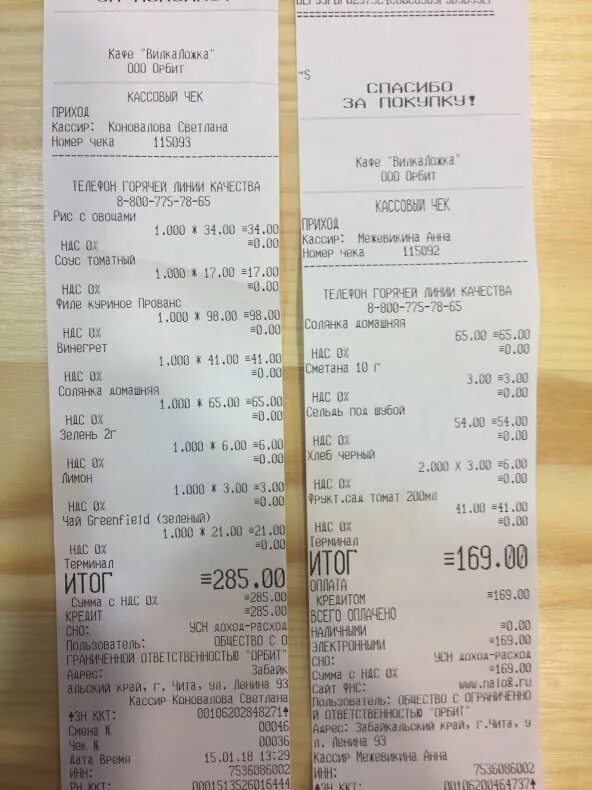 Кафе "ВилкаЛожка"
ООО Орбит
КАССОВЫЙ ЧЕК
ПРИХОД
Кассир: Коновалова Светлана
Номер чека 115093
ТЕЛЕФОН ГОРЯЧЕЙ ЛИНИИ КАЧЕСТВА
8-800-775-78-65
Рис с овощами
1.000 * 34.00 =34.00
НДС 0% =0.00
Соус томатный
1.000 * 17.00 =17.00
НДС 0% =0.00
Филе куриное Прованс
1.000 * 98.00 =98.00
НДС 0% =0.00
Винегрет
1.000 * 41.00 =41.00
НДС 0% =0.00
Солянка домашняя
1.000 * 65.00 =65.00
НДС 0% =0.00
Зелень 2г
1.000 * 6.00 =6.00
НДС 0% =0.00
Лимон
1.000 * 3.00 =3.00
НДС 0% =0.00
Чай Greenfield (зеленый)
1.000 * 21.00 =21.00
НДС 0% =0.00
Терминал
ИТОГ =285.00
Сумма с НДС 0% =285.00
КРЕДИТ =285.00
СНО: УСН доход-расход
Пользователь: ОБЩЕСТВО С О
ГРАНИЧЕННОЙ ОТВЕТСТВЕННОСТЬЮ "ОРБИТ"
Адрес: Забайк
альский край, г. Чита, ул. Ленина 93
Кассир Коновалова Светлана
ЗН ККТ: 00106202848271
Смена N 00046
Чек N 00036
Дата Время 15.01.18 13:29
ИНН: 7536086002
РН ККТ: 0001513526016444
~S
СПАСИБО
ЗА ПОКУПКУ!
Кафе "ВилкаЛожка"
ООО Орбит
КАССОВЫЙ ЧЕК
ПРИХОД
Кассир: Межевикина Анна
Номер чека 115092
ТЕЛЕФОН ГОРЯЧЕЙ ЛИНИИ КАЧЕСТВА
8-800-775-78-65
Солянка домашняя
65.00 =65.00
НДС 0% =0.00
Сметана 10 г
3.00 =3.00
НДС 0% =0.00
Сельдь под шубой
54.00 =54.00
НДС 0% =0.00
Хлеб черный
2.000 X 3.00 =6.00
НДС 0% =0.00
Фрукт.сад томат 200мл
41.00 =41.00
НДС 0% =0.00
Терминал
ИТОГ =169.00
ОПЛАТА
КРЕДИТОМ =169.00
ВСЕГО ОПЛАЧЕНО
НАЛИЧНЫМИ =0.00
ЭЛЕКТРОННЫМИ =169.00
СНО: УСН доход-расход
Сумма с НДС 0% =169.00
Сайт ФНС: www.nalog.ru
Пользователь: ОБЩЕСТВО С ОГРАНИЧЕННО
Й ОТВЕТСТВЕННОСТЬЮ "ОРБИТ"
Адрес: Забайкальский край, г.Чита, у
л. Ленина 93
Кассир Межевикина Анна
ИНН: 7536086002
ЗН ККТ: 00106200464737